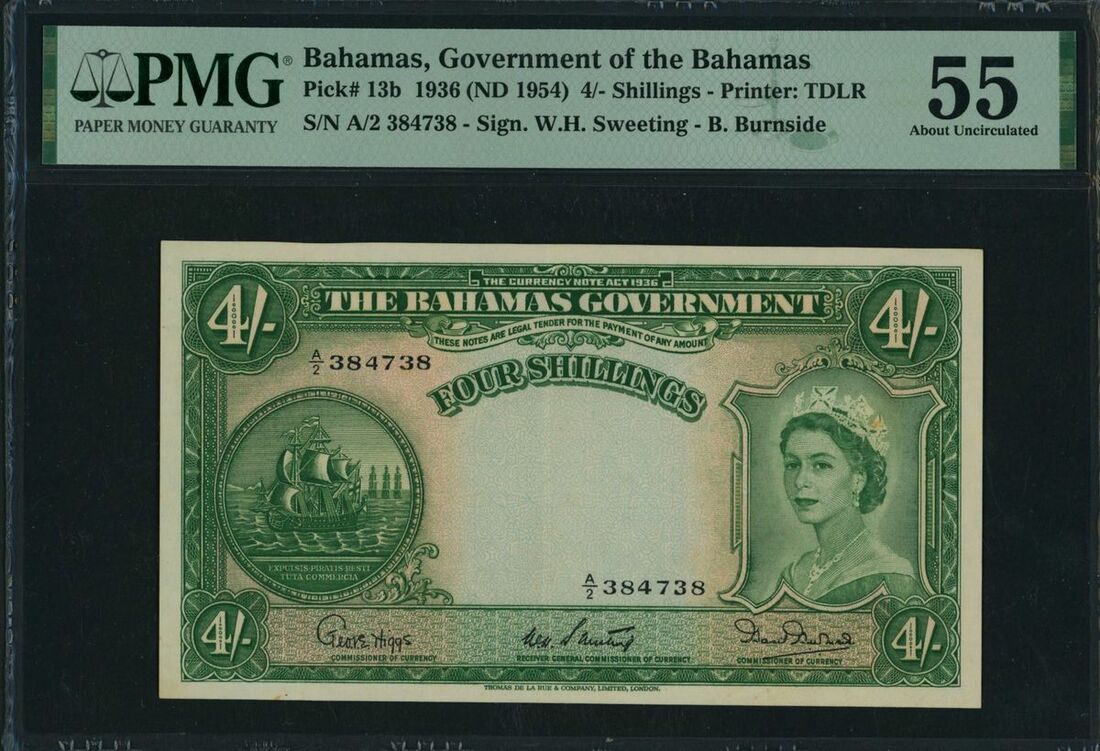 PMG®
PAPER MONEY GUARANTY
Bahamas, Government of the Bahamas
Pick# 13b 1936 (ND 1954) 4/- Shillings - Printer: TDLR
S/N A/2 384738 - Sign. W.H. Sweeting - B. Burnside
55
About Uncirculated
THE CURRENCY NOTE ACT 1936
THE BAHAMAS GOVERNMENT
4/-
4/-
THESE NOTES ARE LEGAL TENDER FOR THE PAYMENT OF ANY AMOUNT
A/2 384738
FOUR SHILLINGS
EXPULSIS PIRATIS RESTI
TUTA COMMERCIA
A/2 384738
4/-
4/-
George Higgs
COMMISSIONER OF CURRENCY
RECEIVER GENERAL COMMISSIONER OF CURRENCY
COMMISSIONER OF CURRENCY
THOMAS DE LA RUE & COMPANY, LIMITED, LONDON.